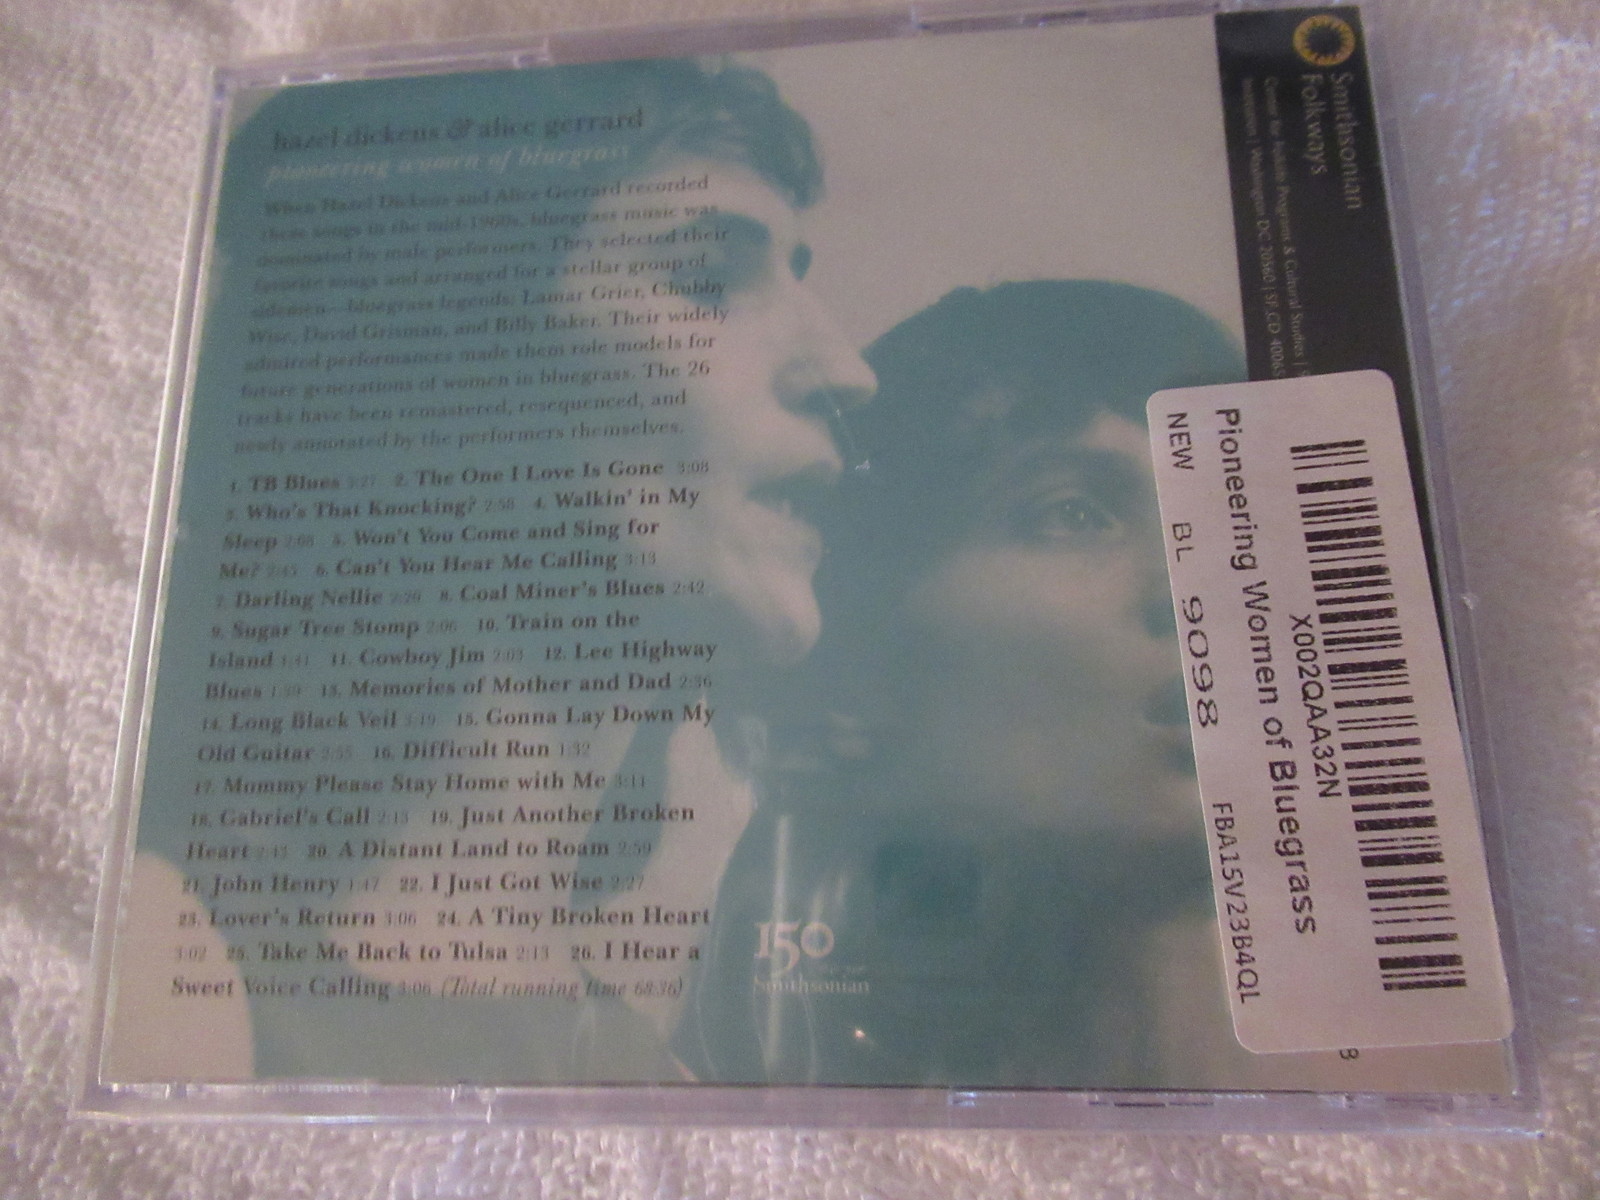 hazel dickens & alice gerrard
pioneering women of bluegrass
When Hazel Dickens and Alice Gerrard recorded
these songs in the mid-1960s, bluegrass music was
dominated by male performers. They selected their
favorite songs and arranged for a stellar group of
sidemen—bluegrass legends: Lamar Grier, Chubby
Wise, David Grisman, and Billy Baker. Their widely
admired performances made them role models for
future generations of women in bluegrass. The 26
tracks have been remastered, resequenced, and
newly annotated by the performers themselves.
1. TB Blues 3:27 2. The One I Love Is Gone 3:08
3. Who's That Knocking? 2:58 4. Walkin' in My
Sleep 2:08 5. Won't You Come and Sing for
Me? 2:45 6. Can't You Hear Me Calling 3:13
7. Darling Nellie 2:20 8. Coal Miner's Blues 2:42
9. Sugar Tree Stomp 2:06 10. Train on the
Island 1:41 11. Cowboy Jim 2:03 12. Lee Highway
Blues 1:39 13. Memories of Mother and Dad 2:36
14. Long Black Veil 3:19 15. Gonna Lay Down My
Old Guitar 2:55 16. Difficult Run 1:32
17. Mommy Please Stay Home with Me 3:11
18. Gabriel's Call 2:13 19. Just Another Broken
Heart 2:43 20. A Distant Land to Roam 2:59
21. John Henry 1:47 22. I Just Got Wise 2:27
23. Lover's Return 3:06 24. A Tiny Broken Heart
3:02 25. Take Me Back to Tulsa 2:13 26. I Hear a
Sweet Voice Calling 3:06 (Total running time 68:36)
150
Smithsonian
Smithsonian
Folkways
Center for Folklife Programs & Cultural Studies |
Institution | Washington DC 20560 | SF CD 40065
X002QAA32N
Pioneering Women of Bluegrass
NEW BL 9098 FBA15V23B4QL